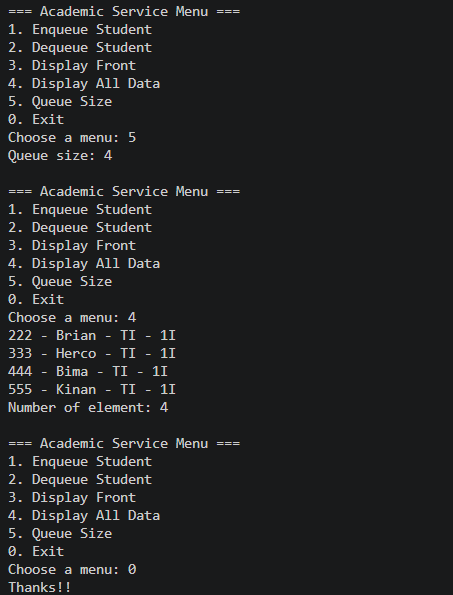 === Academic Service Menu ===
1. Enqueue Student
2. Dequeue Student
3. Display Front
4. Display All Data
5. Queue Size
0. Exit
Choose a menu: 5
Queue size: 4

=== Academic Service Menu ===
1. Enqueue Student
2. Dequeue Student
3. Display Front
4. Display All Data
5. Queue Size
0. Exit
Choose a menu: 4
222 - Brian - TI - 1I
333 - Herco - TI - 1I
444 - Bima - TI - 1I
555 - Kinan - TI - 1I
Number of element: 4

=== Academic Service Menu ===
1. Enqueue Student
2. Dequeue Student
3. Display Front
4. Display All Data
5. Queue Size
0. Exit
Choose a menu: 0
Thanks!!